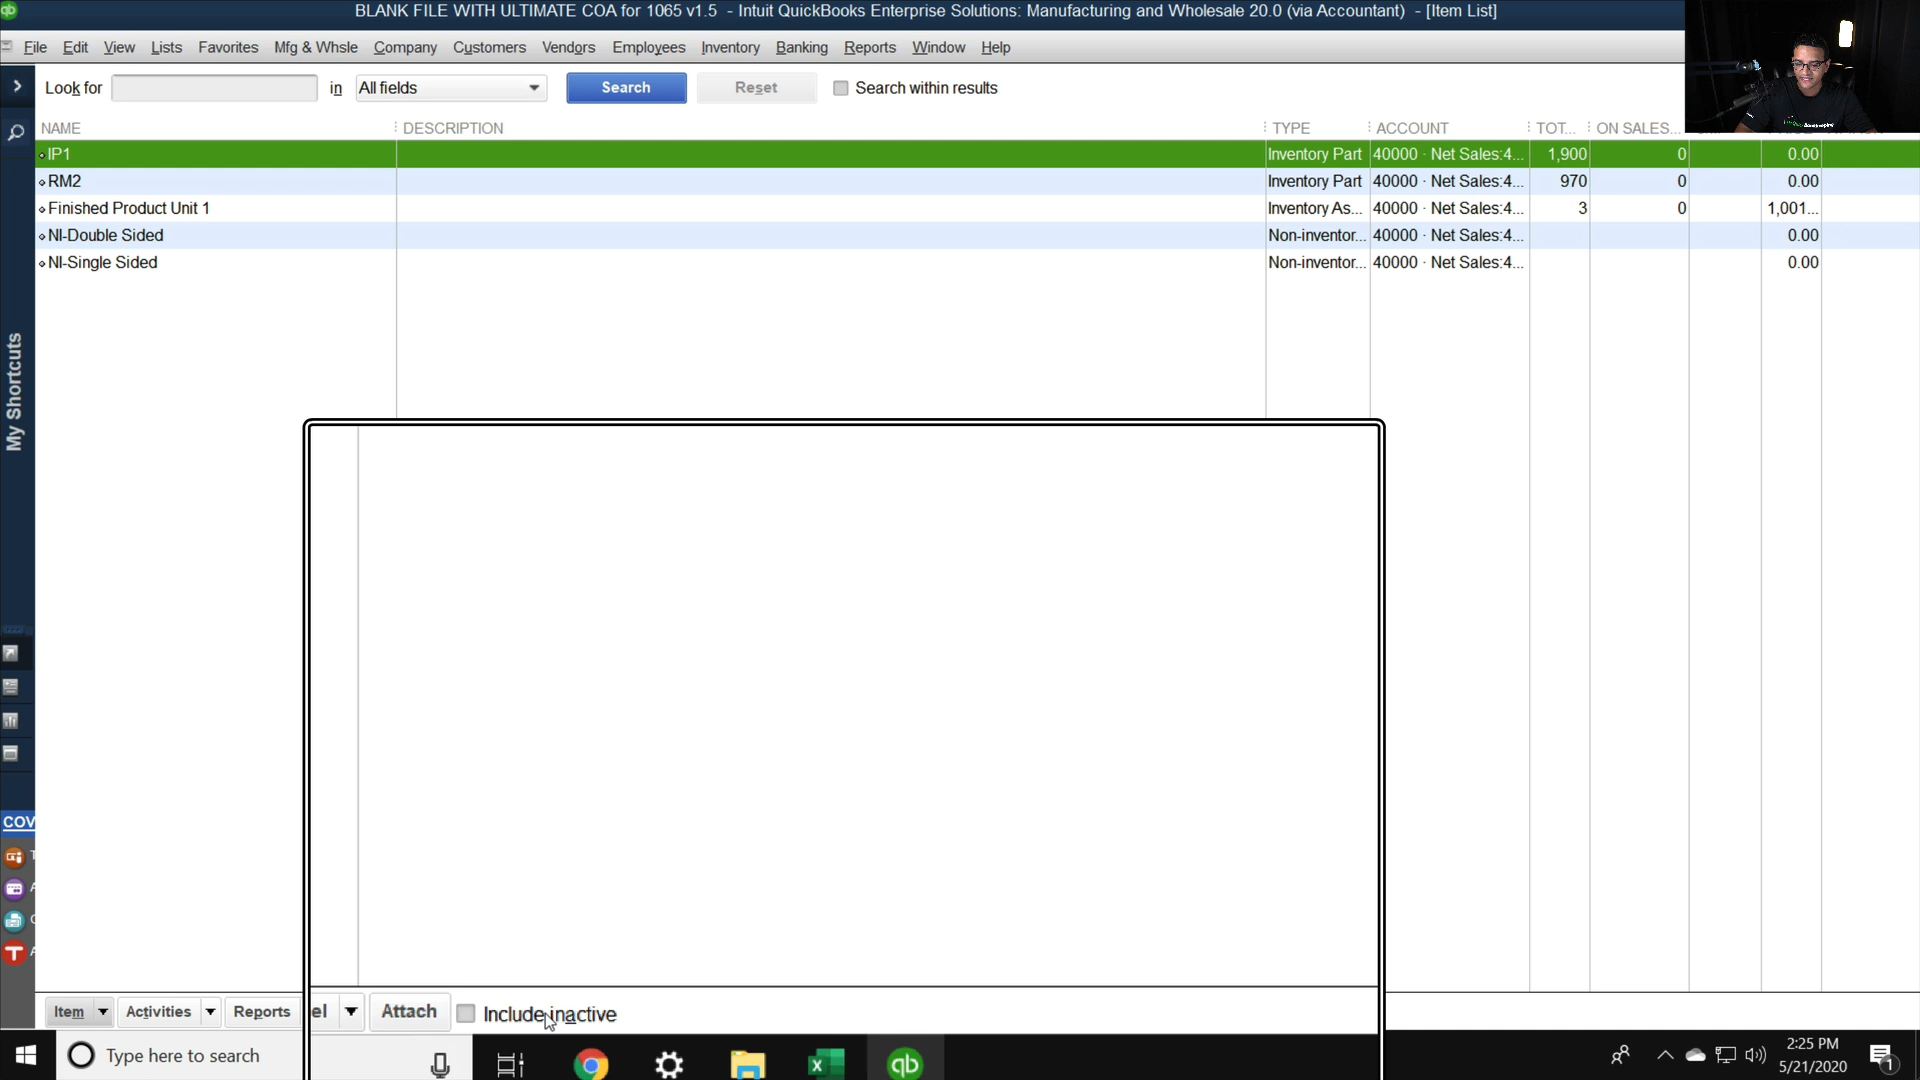 BLANK FILE WITH ULTIMATE COA for 1065 v1.5 - Intuit QuickBooks Enterprise Solutions: Manufacturing and Wholesale 20.0 (via Accountant) - [Item List]
File Edit View Lists Favorites Mfg & Whsle Company Customers Vendors Employees Inventory Banking Reports Window Help
Look for in All fields Search Reset Search within results
NAME DESCRIPTION TYPE ACCOUNT TOT... ON SALES...
IP1 Inventory Part 40000 · Net Sales:4... 1,900 0 0.00
RM2 Inventory Part 40000 · Net Sales:4... 970 0 0.00
Finished Product Unit 1 Inventory As... 40000 · Net Sales:4... 3 0 1,001...
NI-Double Sided Non-inventor... 40000 · Net Sales:4... 0.00
NI-Single Sided Non-inventor... 40000 · Net Sales:4... 0.00
My Shortcuts
COV
Item Activities Reports el Attach Include inactive
Type here to search
2:25 PM
5/21/2020
1